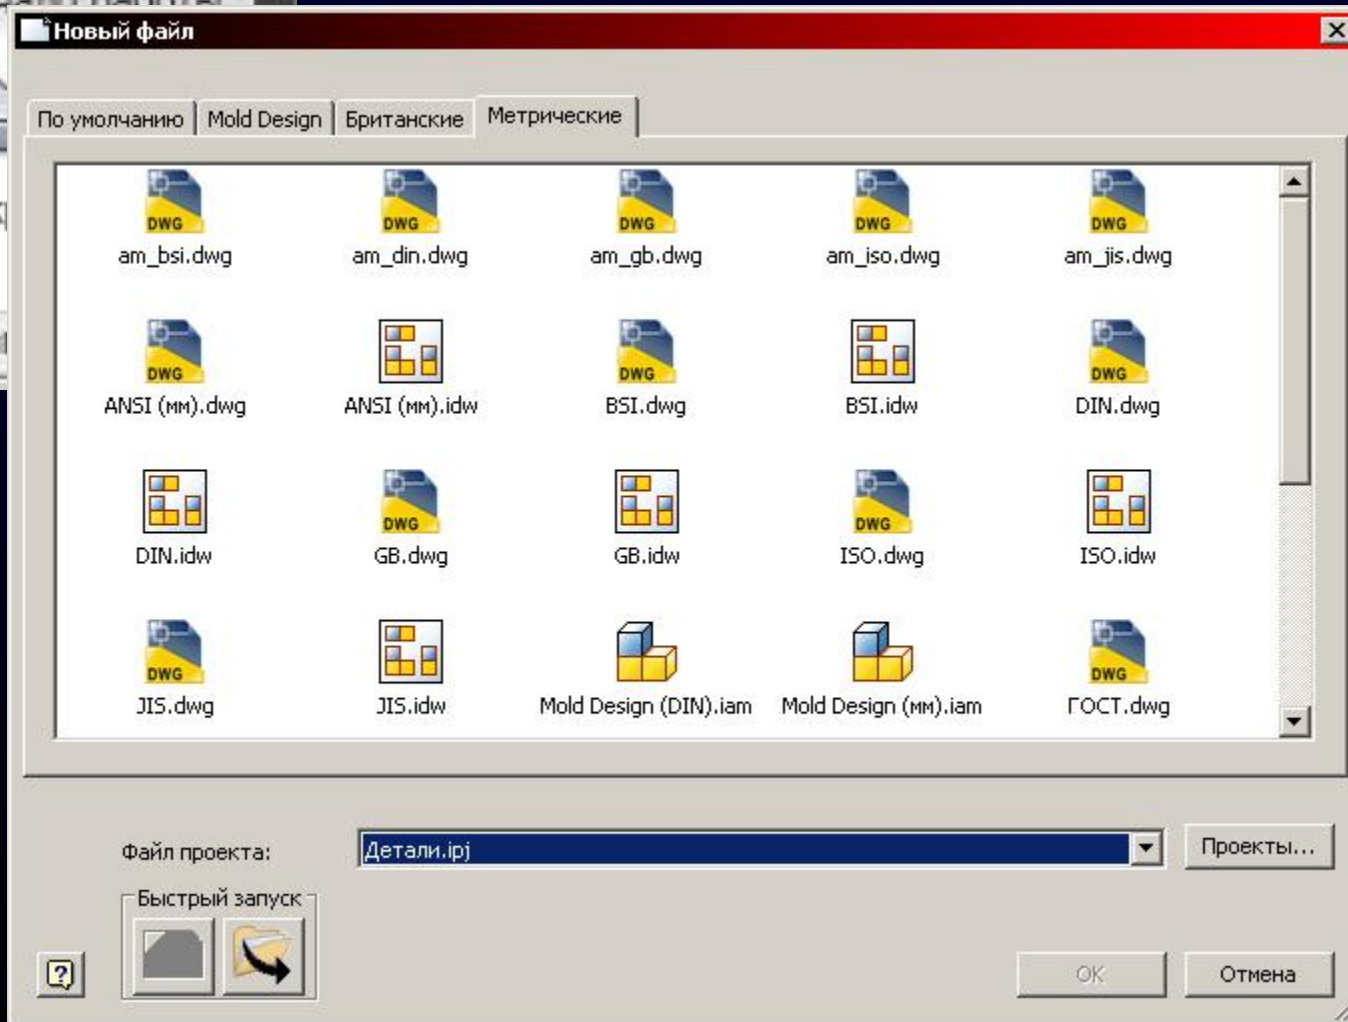 Новый файл
По умолчанию Mold Design Британские Метрические
DWG DWG DWG DWG DWG
am_bsi.dwg am_din.dwg am_gb.dwg am_iso.dwg am_jis.dwg
DWG DWG DWG
ANSI (мм).dwg ANSI (мм).idw BSI.dwg BSI.idw DIN.dwg
DWG DWG
DIN.idw GB.dwg GB.idw ISO.dwg ISO.idw
DWG DWG
JIS.dwg JIS.idw Mold Design (DIN).iam Mold Design (мм).iam ГОСТ.dwg
Файл проекта: Детали.ipj Проекты...
Быстрый запуск
? OK Отмена